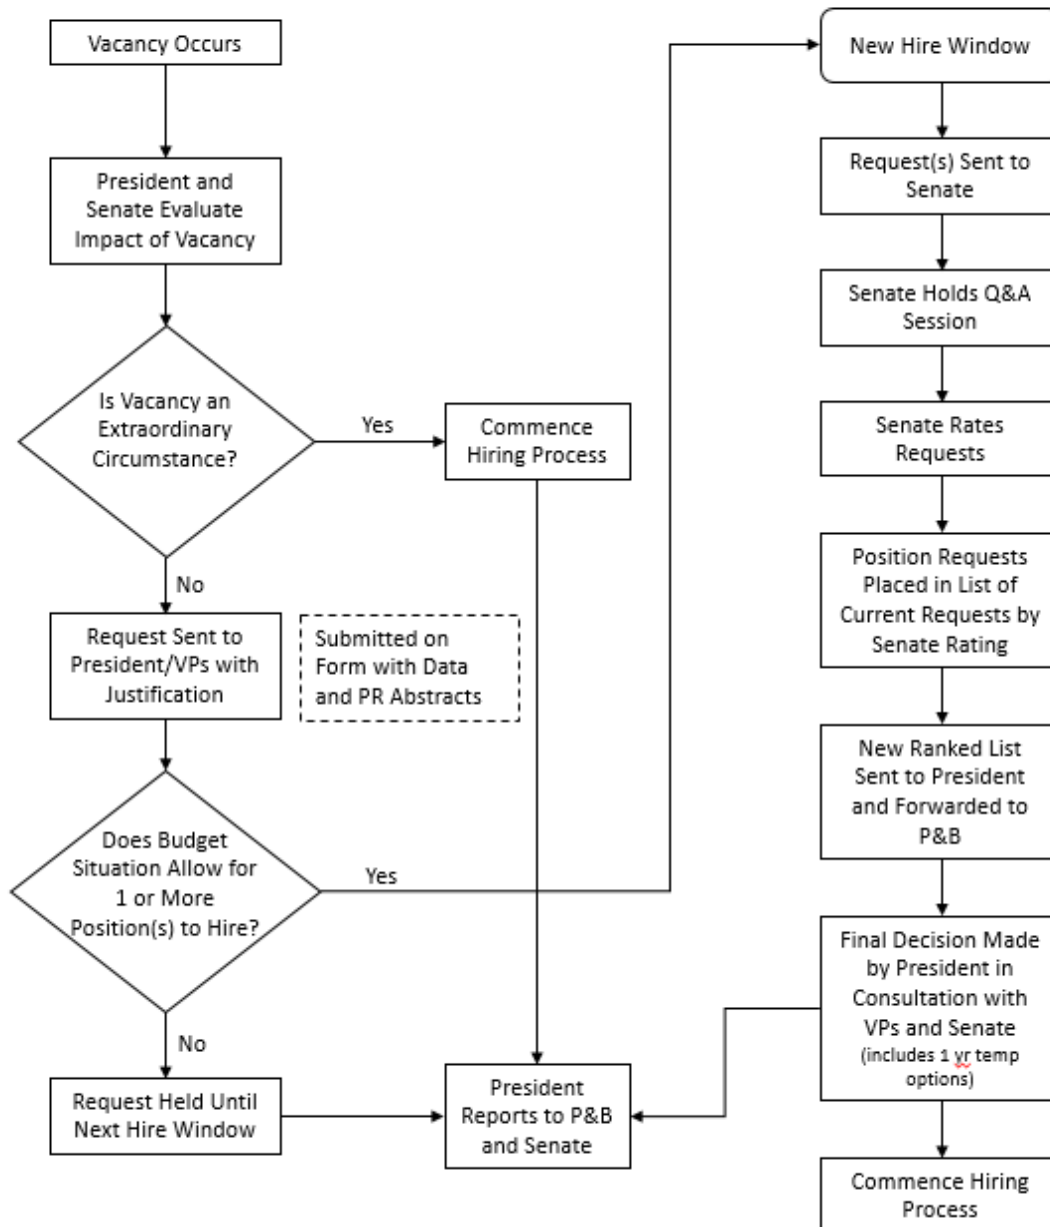 Vacancy Occurs
President and
Senate Evaluate
Impact of Vacancy
Is Vacancy an
Extraordinary
Circumstance?
Yes
Commence
Hiring Process
No
Request Sent to
President/VPs with
Justification
Submitted on
Form with Data
and PR Abstracts
Does Budget
Situation Allow for
1 or More
Position(s) to Hire?
Yes
No
Request Held Until
Next Hire Window
President
Reports to P&B
and Senate
New Hire Window
Request(s) Sent to
Senate
Senate Holds Q&A
Session
Senate Rates
Requests
Position Requests
Placed in List of
Current Requests by
Senate Rating
New Ranked List
Sent to President
and Forwarded to
P&B
Final Decision Made
by President in
Consultation with
VPs and Senate
(includes 1 yr temp
options)
Commence Hiring
Process